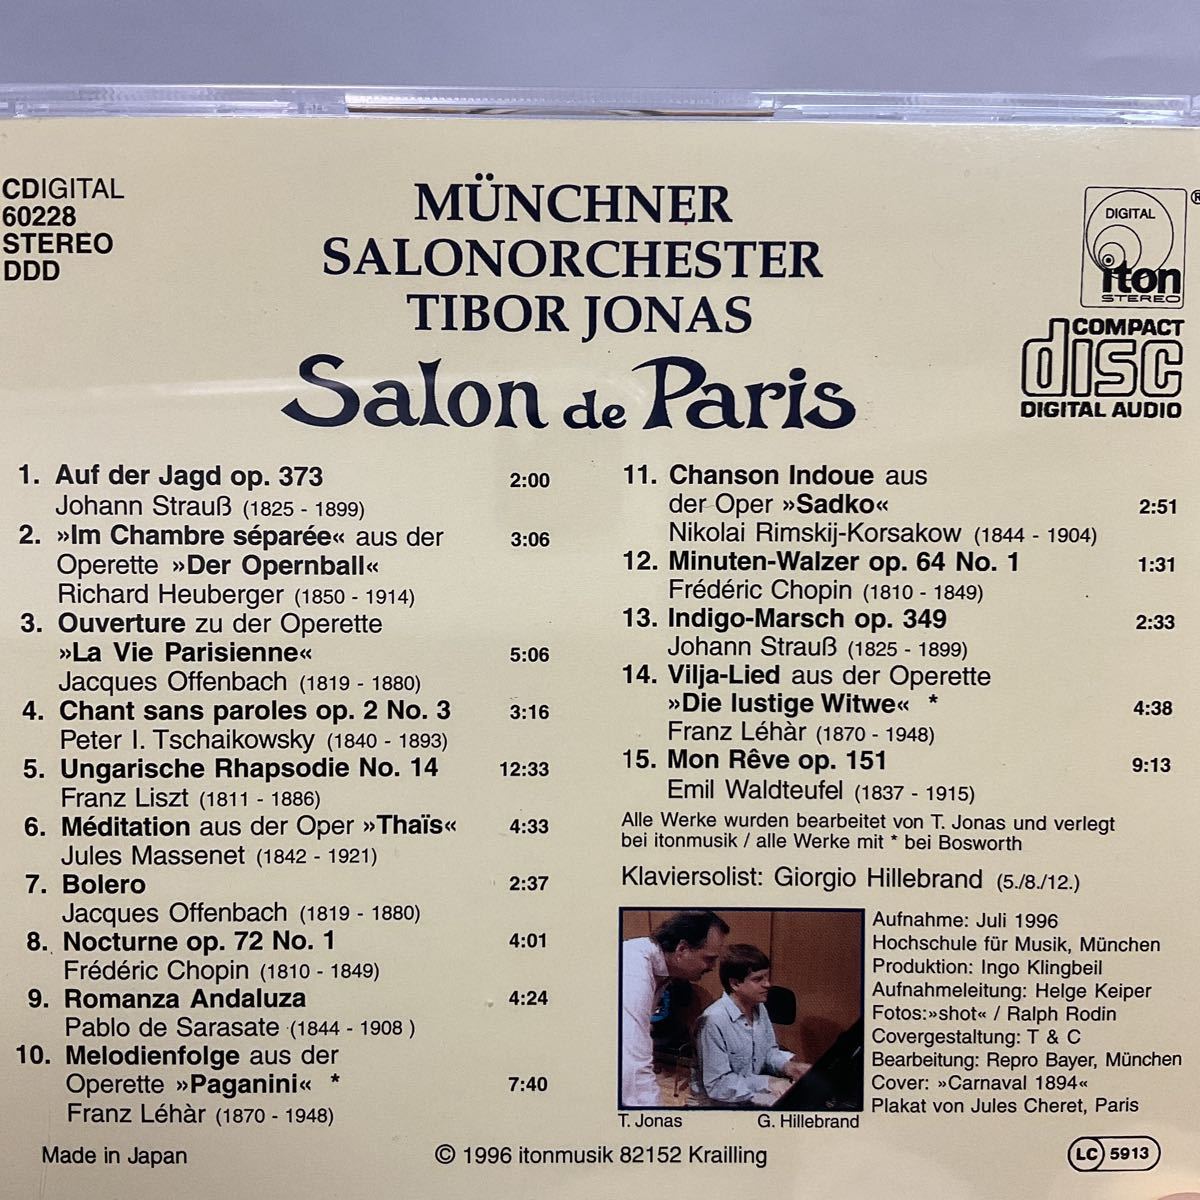 CDIGITAL
60228
STEREO
DDD
MÜNCHNER
SALONORCHESTER
TIBOR JONAS
Salon de Paris
DIGITAL
iton
STEREO
®
COMPACT
disc
DIGITAL AUDIO
1. Auf der Jagd op. 373 2:00
Johann Strauß (1825 - 1899)
2. »Im Chambre séparée« aus der 3:06
Operette »Der Opernball«
Richard Heuberger (1850 - 1914)
3. Ouverture zu der Operette
»La Vie Parisienne« 5:06
Jacques Offenbach (1819 - 1880)
4. Chant sans paroles op. 2 No. 3 3:16
Peter I. Tschaikowsky (1840 - 1893)
5. Ungarische Rhapsodie No. 14 12:33
Franz Liszt (1811 - 1886)
6. Méditation aus der Oper »Thaïs« 4:33
Jules Massenet (1842 - 1921)
7. Bolero 2:37
Jacques Offenbach (1819 - 1880)
8. Nocturne op. 72 No. 1 4:01
Frédéric Chopin (1810 - 1849)
9. Romanza Andaluza 4:24
Pablo de Sarasate (1844 - 1908 )
10. Melodienfolge aus der
Operette »Paganini« * 7:40
Franz Léhàr (1870 - 1948)
11. Chanson Indoue aus
der Oper »Sadko« 2:51
Nikolai Rimskij-Korsakow (1844 - 1904)
12. Minuten-Walzer op. 64 No. 1 1:31
Frédéric Chopin (1810 - 1849)
13. Indigo-Marsch op. 349 2:33
Johann Strauß (1825 - 1899)
14. Vilja-Lied aus der Operette
»Die lustige Witwe« * 4:38
Franz Léhàr (1870 - 1948)
15. Mon Rêve op. 151 9:13
Emil Waldteufel (1837 - 1915)
Alle Werke wurden bearbeitet von T. Jonas und verlegt
bei itonmusik / alle Werke mit * bei Bosworth
Klaviersolist: Giorgio Hillebrand (5./8./12.)
Aufnahme: Juli 1996
Hochschule für Musik, München
Produktion: Ingo Klingbeil
Aufnahmeleitung: Helge Keiper
Fotos:»shot« / Ralph Rodin
Covergestaltung: T & C
Bearbeitung: Repro Bayer, München
Cover: »Carnaval 1894«
Plakat von Jules Cheret, Paris
T. Jonas G. Hillebrand
Made in Japan
© 1996 itonmusik 82152 Krailling
LC 5913